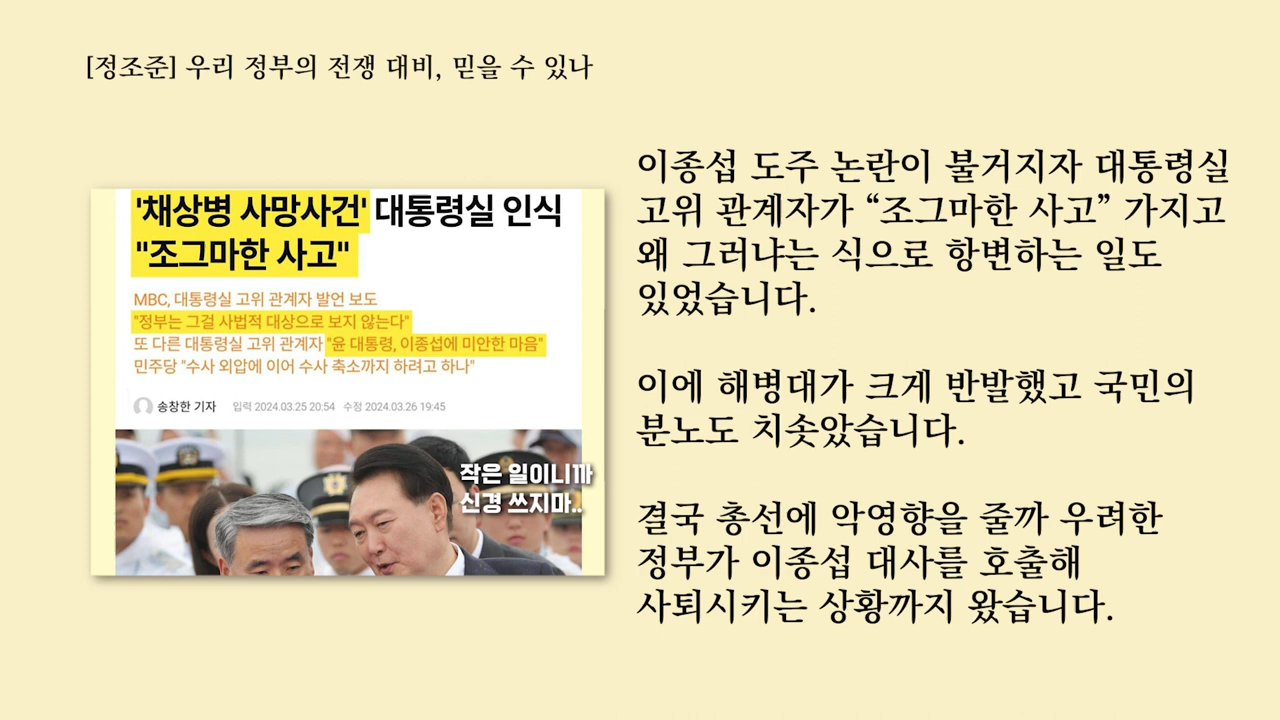 [정조준] 우리 정부의 전쟁 대비, 믿을 수 있나
'채상병 사망사건' 대통령실 인식
"조그마한 사고"
MBC, 대통령실 고위 관계자 발언 보도
"정부는 그걸 사법적 대상으로 보지 않는다"
또 다른 대통령실 고위 관계자 "윤 대통령, 이종섭에 미안한 마음"
민주당 "수사 외압에 이어 수사 축소까지 하려고 하나"
송창한 기자 입력 2024.03.25 20:54 수정 2024.03.26 19:45
작은 일이니까
신경 쓰지마..
이종섭 도주 논란이 불거지자 대통령실
고위 관계자가 “조그마한 사고” 가지고
왜 그러냐는 식으로 항변하는 일도
있었습니다.
이에 해병대가 크게 반발했고 국민의
분노도 치솟았습니다.
결국 총선에 악영향을 줄까 우려한
정부가 이종섭 대사를 호출해
사퇴시키는 상황까지 왔습니다.